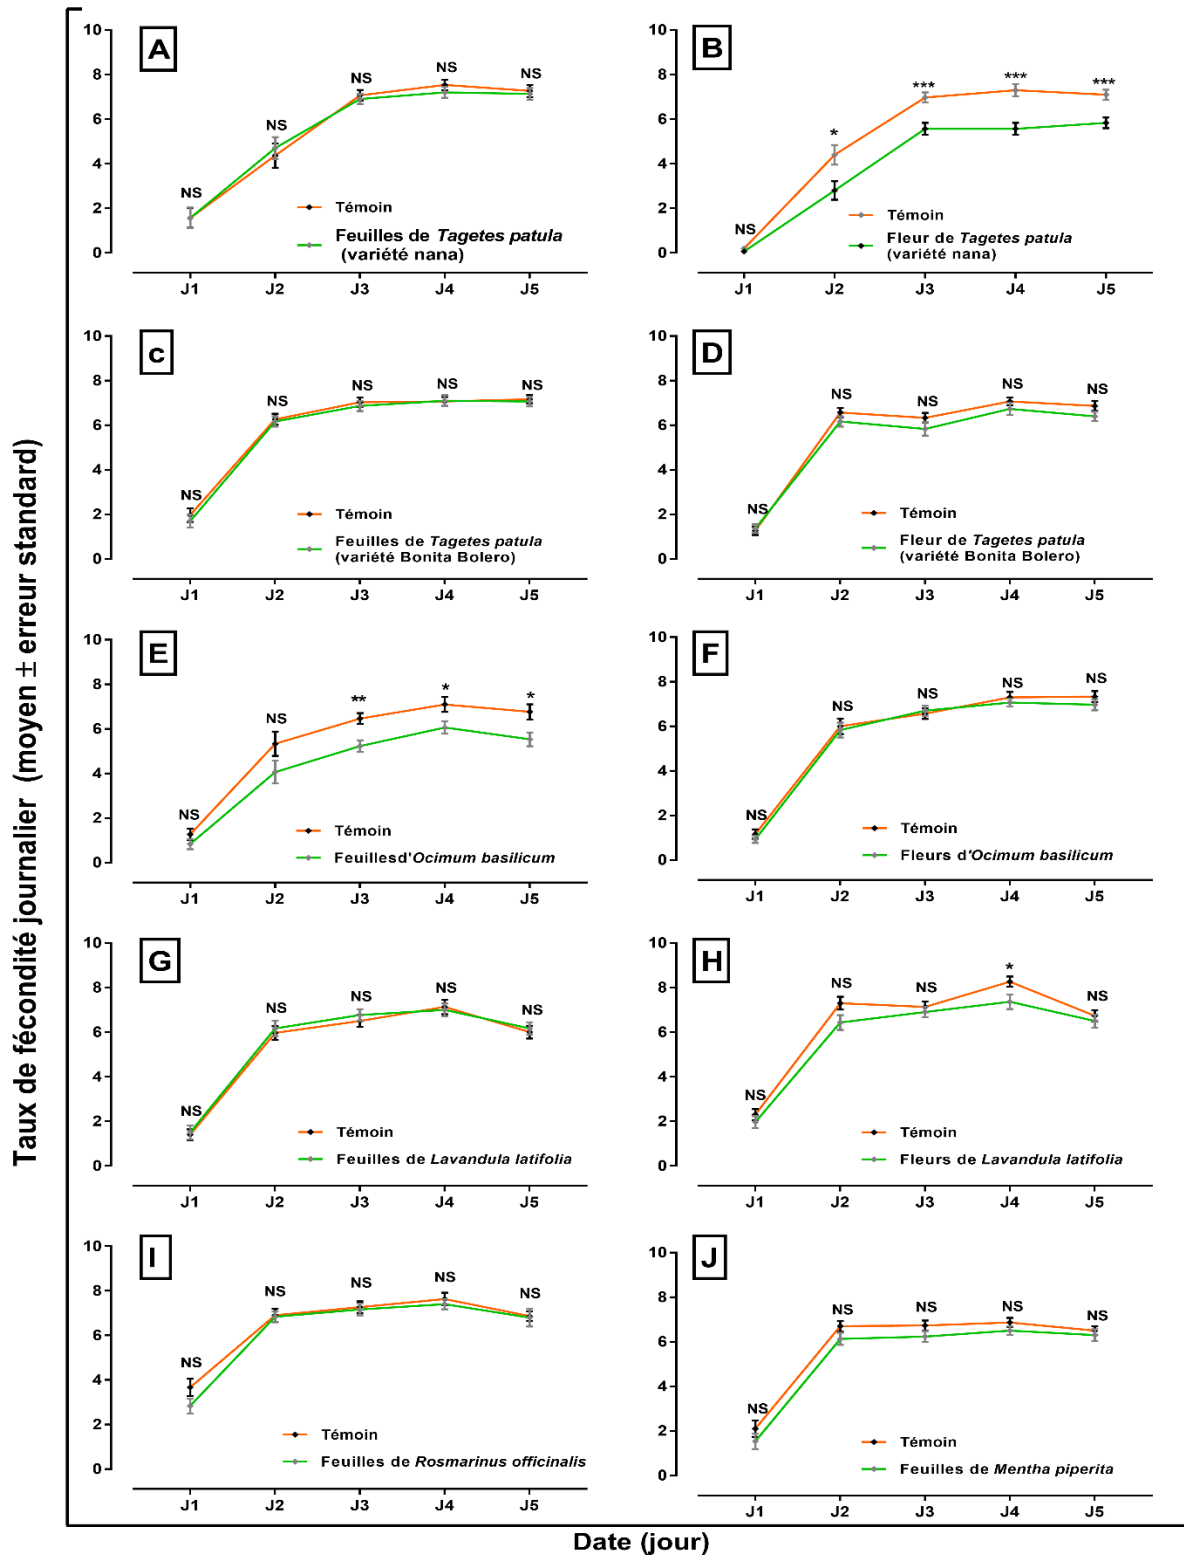 Taux de fécondité journalier (moyen ± erreur standard)
A
10
8
6
4
2
0
NS
NS
NS
NS
NS
Témoin
Feuilles de Tagetes patula
(variété nana)
J1 J2 J3 J4 J5
B
10
8
6
4
2
0
NS
*
***
***
***
Témoin
Fleur de Tagetes patula
(variété nana)
J1 J2 J3 J4 J5
c
10
8
6
4
2
0
NS
NS
NS
NS
NS
Témoin
Feuilles de Tagetes patula
(variété Bonita Bolero)
J1 J2 J3 J4 J5
D
10
8
6
4
2
0
NS
NS
NS
NS
NS
Témoin
Fleur de Tagetes patula
(variété Bonita Bolero)
J1 J2 J3 J4 J5
E
10
8
6
4
2
0
NS
NS
**
*
*
Témoin
Feuillesd'Ocimum basilicum
J1 J2 J3 J4 J5
F
10
8
6
4
2
0
NS
NS
NS
NS
NS
Témoin
Fleurs d'Ocimum basilicum
J1 J2 J3 J4 J5
G
10
8
6
4
2
0
NS
NS
NS
NS
NS
Témoin
Feuilles de Lavandula latifolia
J1 J2 J3 J4 J5
H
10
8
6
4
2
0
NS
NS
NS
*
NS
Témoin
Fleurs de Lavandula latifolia
J1 J2 J3 J4 J5
I
10
8
6
4
2
0
NS
NS
NS
NS
NS
Témoin
Feuilles de Rosmarinus officinalis
J1 J2 J3 J4 J5
J
10
8
6
4
2
0
NS
NS
NS
NS
NS
Témoin
Feuilles de Mentha piperita
J1 J2 J3 J4 J5
Date (jour)